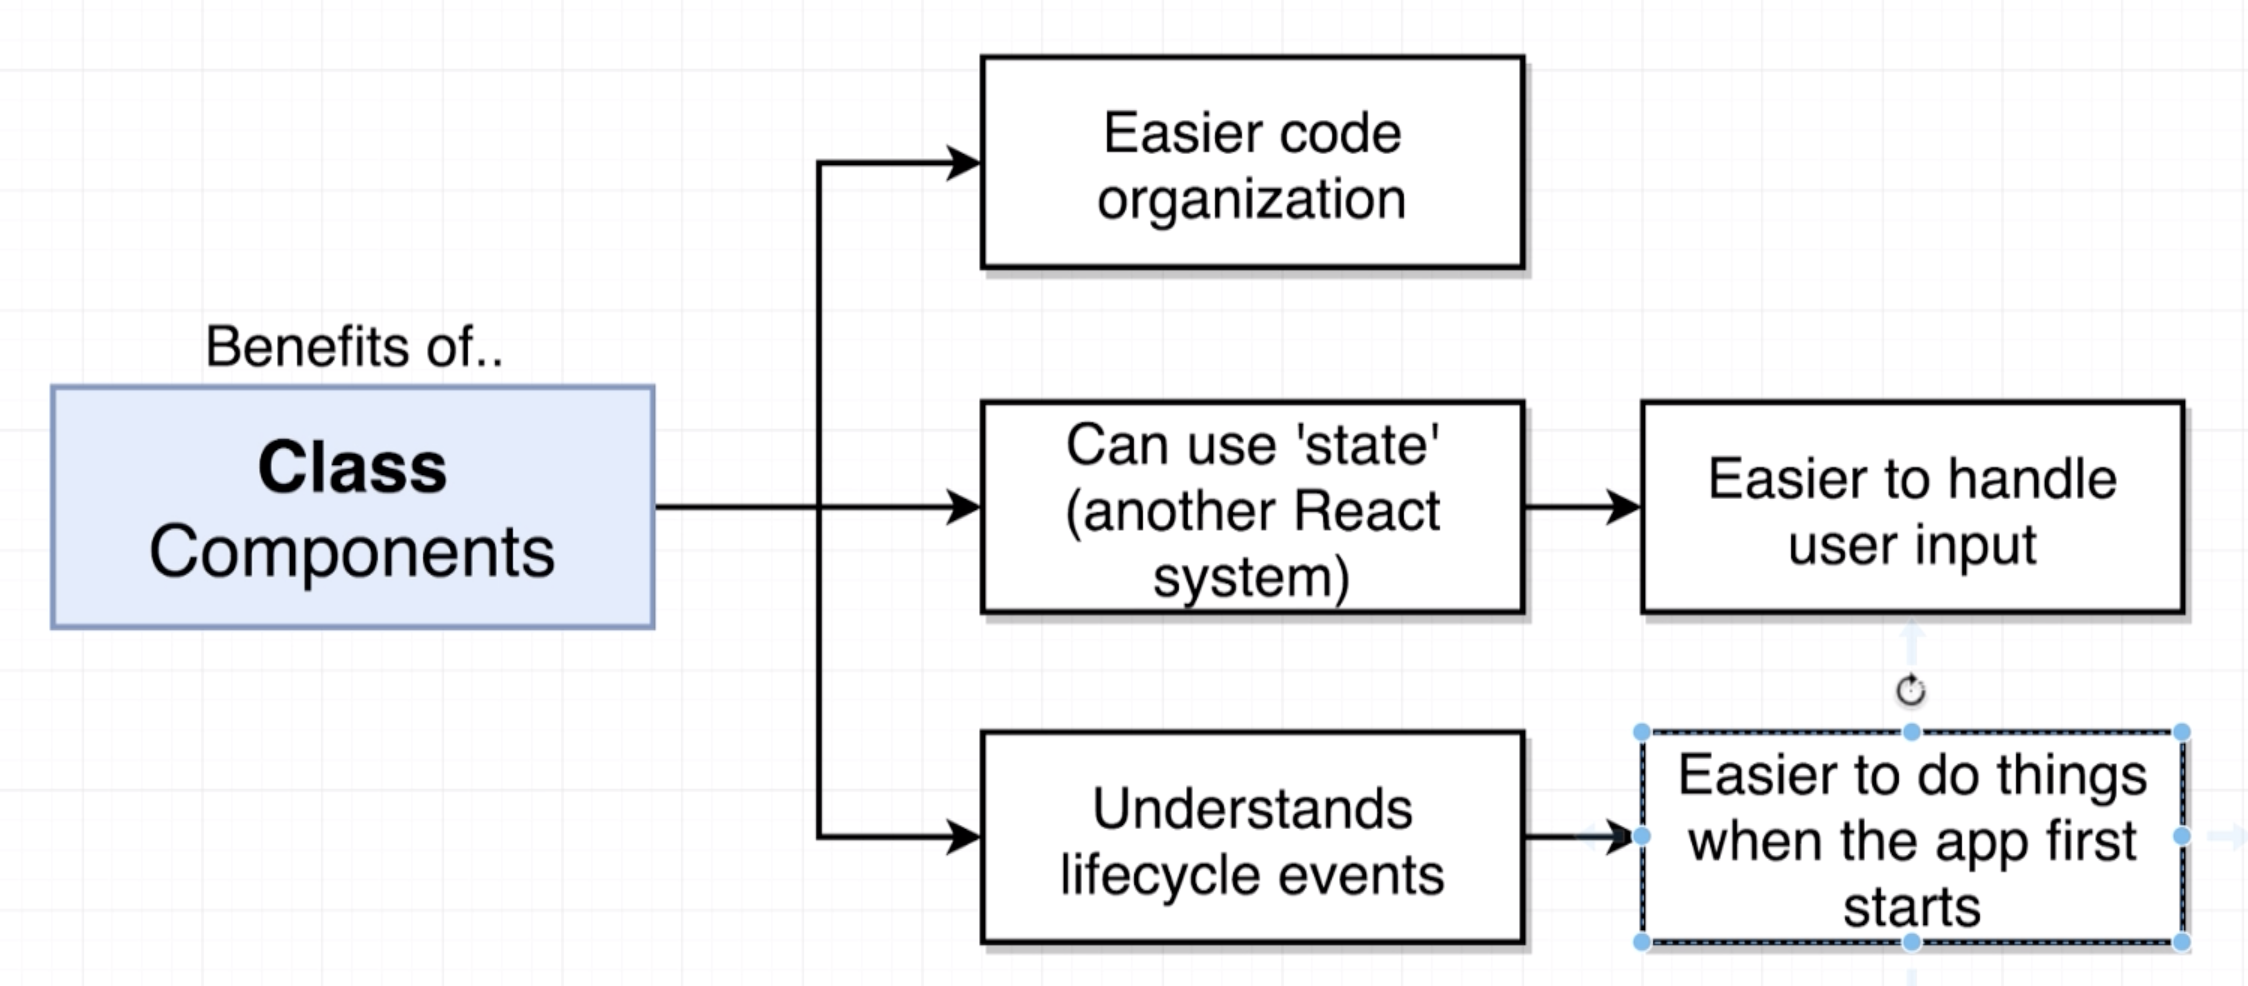 Benefits of..
Class
Components
Easier code
organization
Can use 'state'
(another React
system)
Easier to handle
user input
Understands
lifecycle events
Easier to do things
when the app first
starts